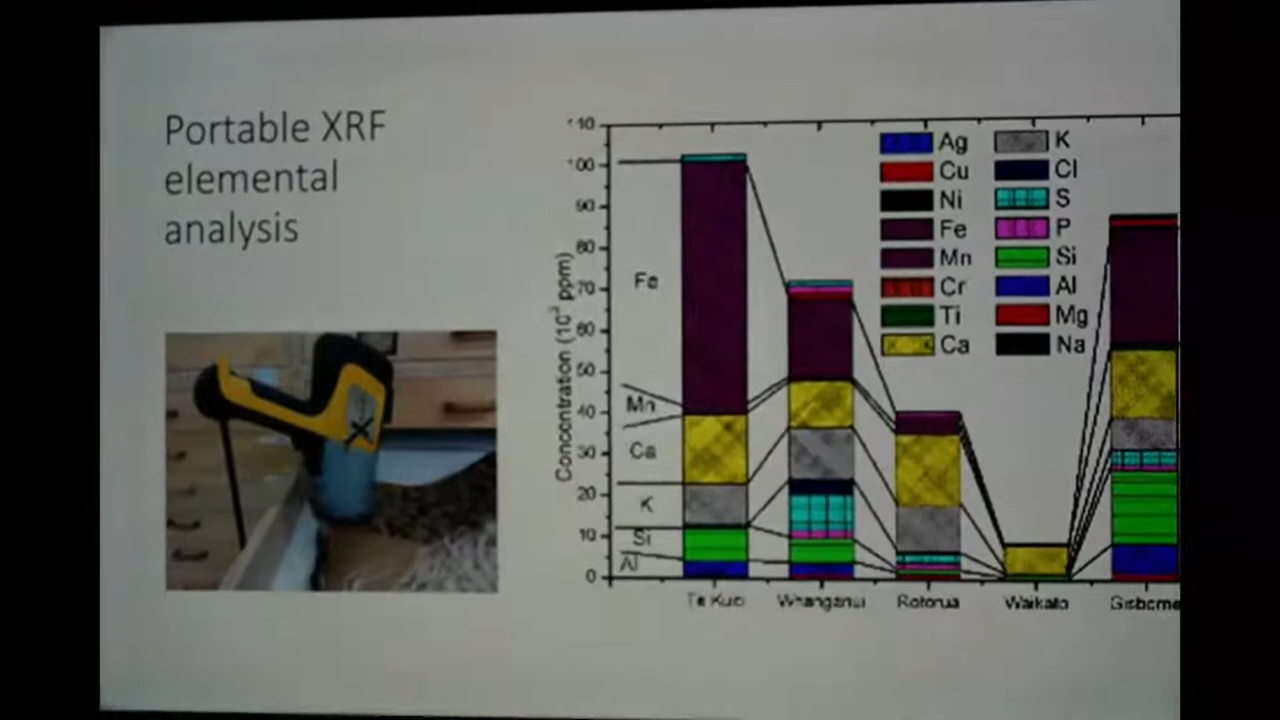 Portable XRF
elemental
analysis
Concentration (10³ ppm)
110
100
90
80
70
60
50
40
30
20
10
0
Fe
Mn
Ca
K
Si
Al
Ag
Cu
Ni
Fe
Mn
Cr
Ti
Ca
K
Cl
S
P
Si
Al
Mg
Na
Te Kuiti Whanganui Rotorua Waikato Gisborne